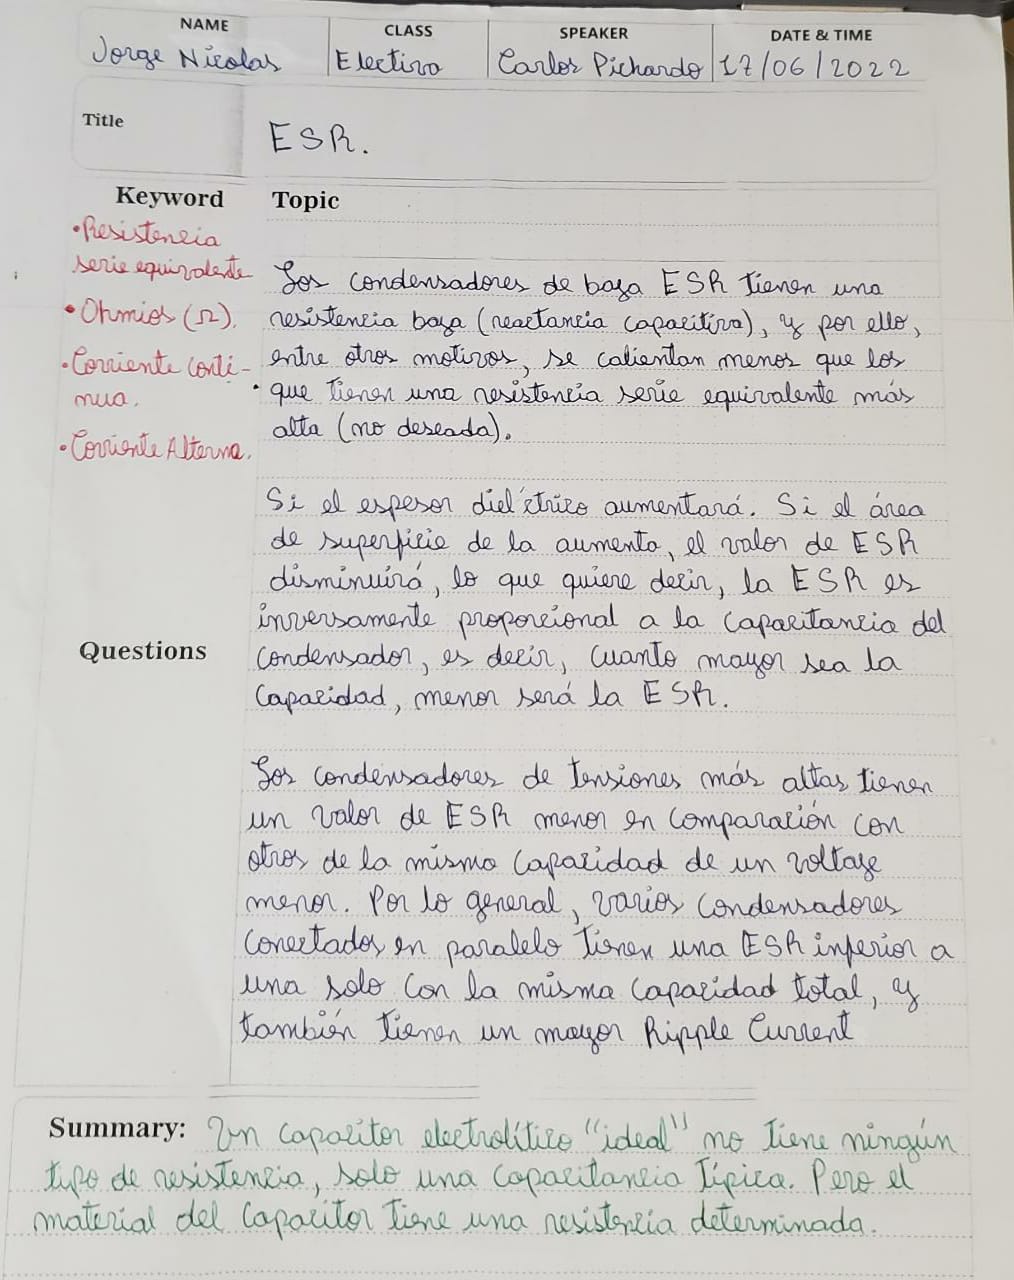 NAME CLASS SPEAKER DATE & TIME
Jorge Nicolas Electiva Carlos Pichardo 17/06/2022
Title ESR.
Keyword Topic
• Resistencia
serie equivalente
• Ohmios (Ω).
• Corriente conti-
nua.
• Corriente Alterna.
Los condensadores de baja ESR tienen una
resistencia baja (reactancia capacitiva), y por ello,
entre otros motivos, se calientan menos que los
que tienen una resistencia serie equivalente más
alta (no deseada).
Si el espesor dieléctrico aumentará. Si el área
de superficie de la aumenta, el valor de ESR
disminuirá, lo que quiere decir, la ESR es
inversamente proporcional a la capacitancia del
condensador, es decir, cuanto mayor sea la
capacidad, menor será la ESR.
Questions
Los condensadores de tensiones más altas tienen
un valor de ESR menor en comparación con
otros de la misma capacidad de un voltaje
menor. Por lo general, varios condensadores
conectados en paralelo tienen una ESR inferior a
una solo con la misma capacidad total, y
también tienen un mayor Ripple Current
Summary: Un capacitor electrolítico "ideal" no tiene ningún
tipo de resistencia, solo una capacitancia típica. Pero el
material del capacitor tiene una resistencia determinada.